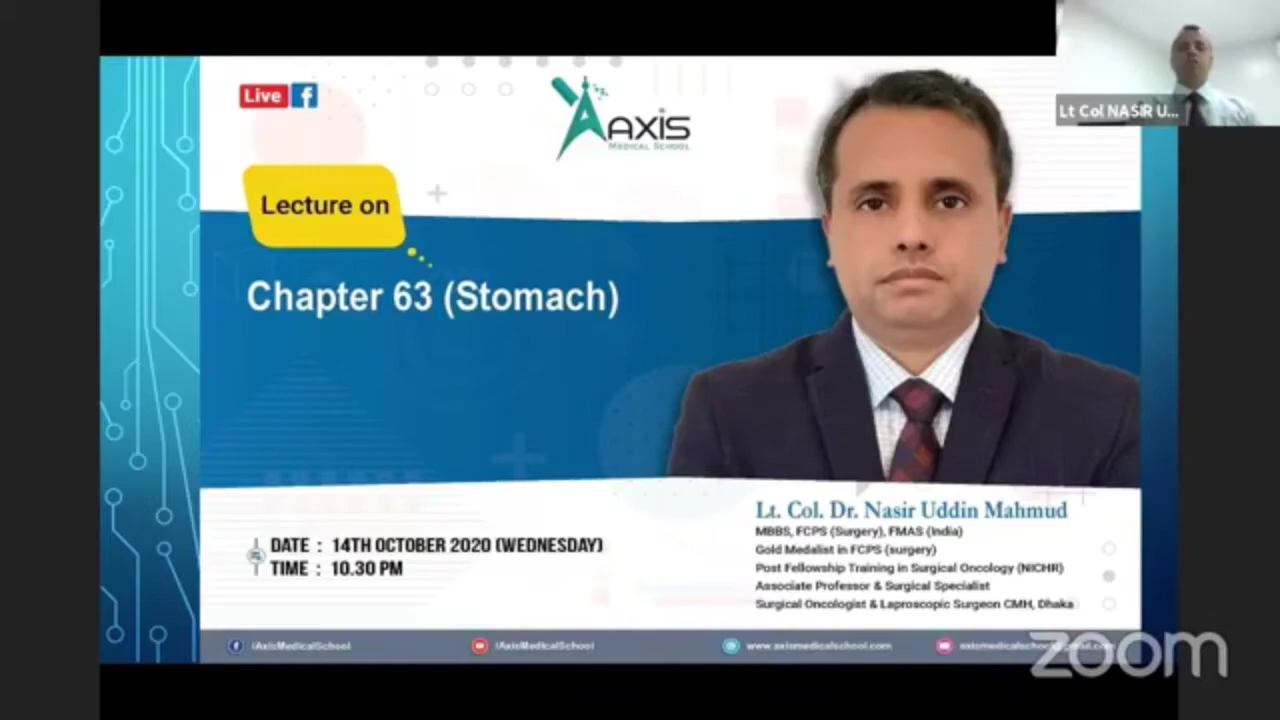 Live
AXIS
MEDICAL SCHOOL
Lt Col NASIR U...
Lecture on
Chapter 63 (Stomach)
Lt. Col. Dr. Nasir Uddin Mahmud
MBBS, FCPS (Surgery), FMAS (India)
Gold Medalist in FCPS (surgery)
Post Fellowship Training in Surgical Oncology (NICHR)
Associate Professor & Surgical Specialist
Surgical Oncologist & Laproscopic Surgeon CMH, Dhaka
DATE : 14TH OCTOBER 2020 (WEDNESDAY)
TIME : 10.30 PM
/AxisMedicalSchool
/AxisMedicalSchool
www.axismedicalschool.com
zoom